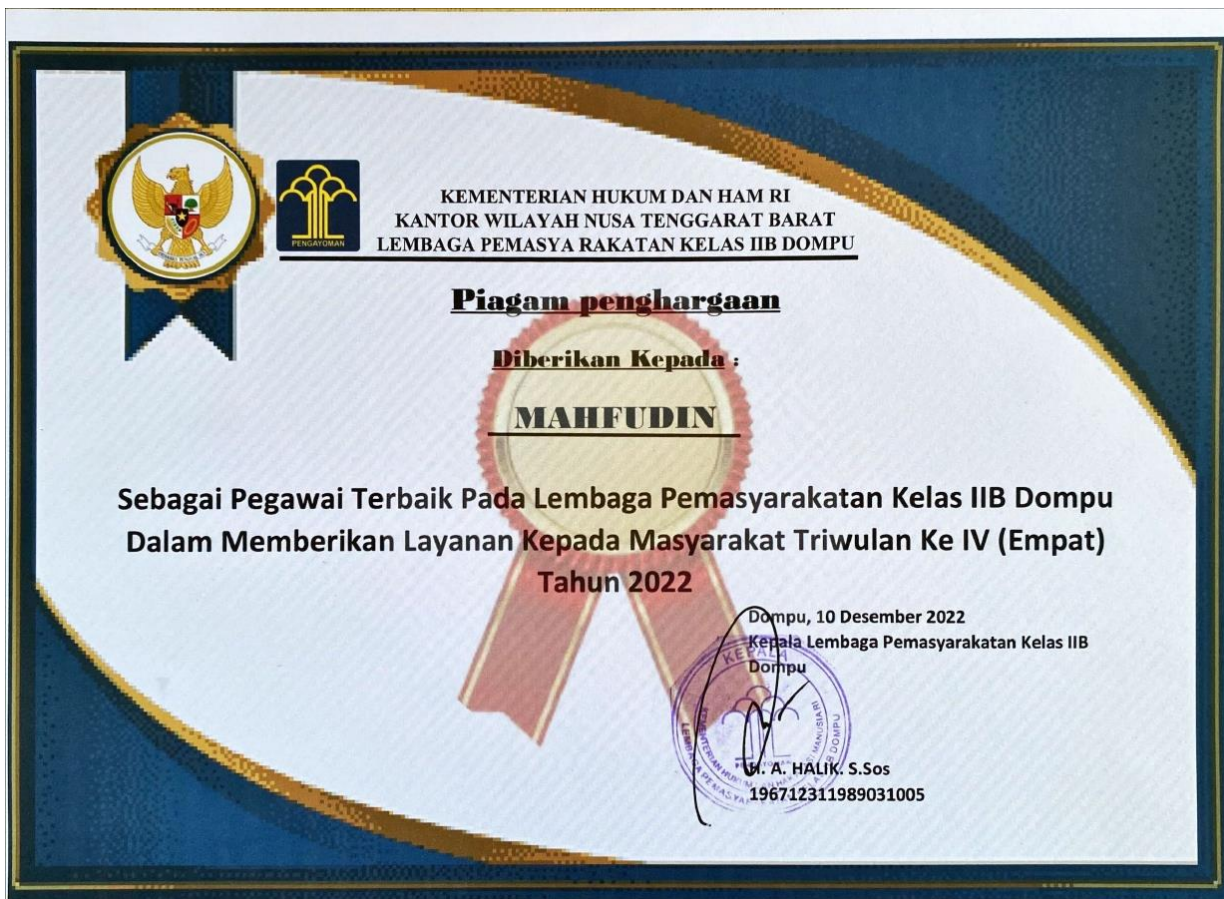 PENGAYOMAN
KEMENTERIAN HUKUM DAN HAM RI
KANTOR WILAYAH NUSA TENGGARAT BARAT
LEMBAGA PEMASYA RAKATAN KELAS IIB DOMPU
Piagam penghargaan
Diberikan Kepada :
MAHFUDIN
Sebagai Pegawai Terbaik Pada Lembaga Pemasyarakatan Kelas IIB Dompu
Dalam Memberikan Layanan Kepada Masyarakat Triwulan Ke IV (Empat)
Tahun 2022
Dompu, 10 Desember 2022
Kepala Lembaga Pemasyarakatan Kelas IIB
Dompu
KEPALA
H. A. HALIK. S.Sos
196712311989031005